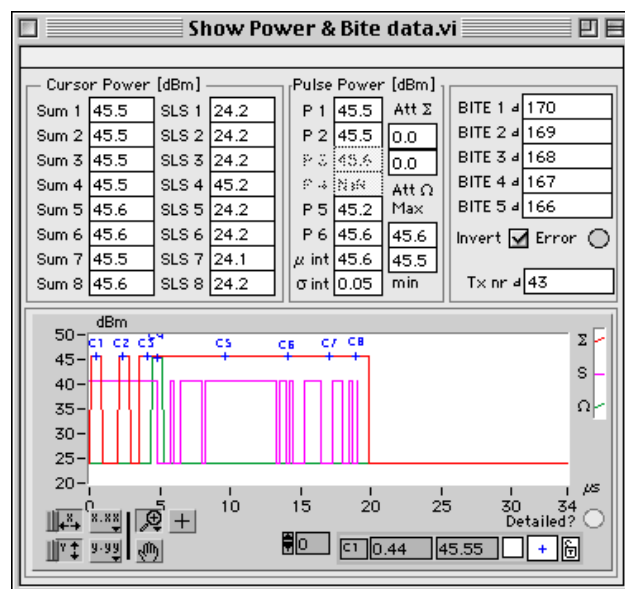 Show Power & Bite data.vi
Cursor Power [dBm]
Sum 1 45.5 SLS 1 24.2
Sum 2 45.5 SLS 2 24.2
Sum 3 45.5 SLS 3 24.2
Sum 4 45.5 SLS 4 45.2
Sum 5 45.6 SLS 5 24.2
Sum 6 45.6 SLS 6 24.2
Sum 7 45.5 SLS 7 24.1
Sum 8 45.6 SLS 8 24.2
Pulse Power [dBm]
P 1 45.5 Att Σ
P 2 45.5 0.0
P 3 45.6 0.0
P 4 NaN Att Ω
P 5 45.2 Max
P 6 45.6 45.6
μ int 45.6 45.5
σ int 0.05 min
BITE 1 d 170
BITE 2 d 169
BITE 3 d 168
BITE 4 d 167
BITE 5 d 166
Invert Error
Tx nr d 43
dBm
50
45
40
35
30
25
20
C1 C2 C3 C4 C5 C6 C7 C8
Σ
S
Ω
0 5 10 15 20 25 30 34
μs
Detailed?
X X.XX
Y Y.YY
0 C1 0.44 45.55